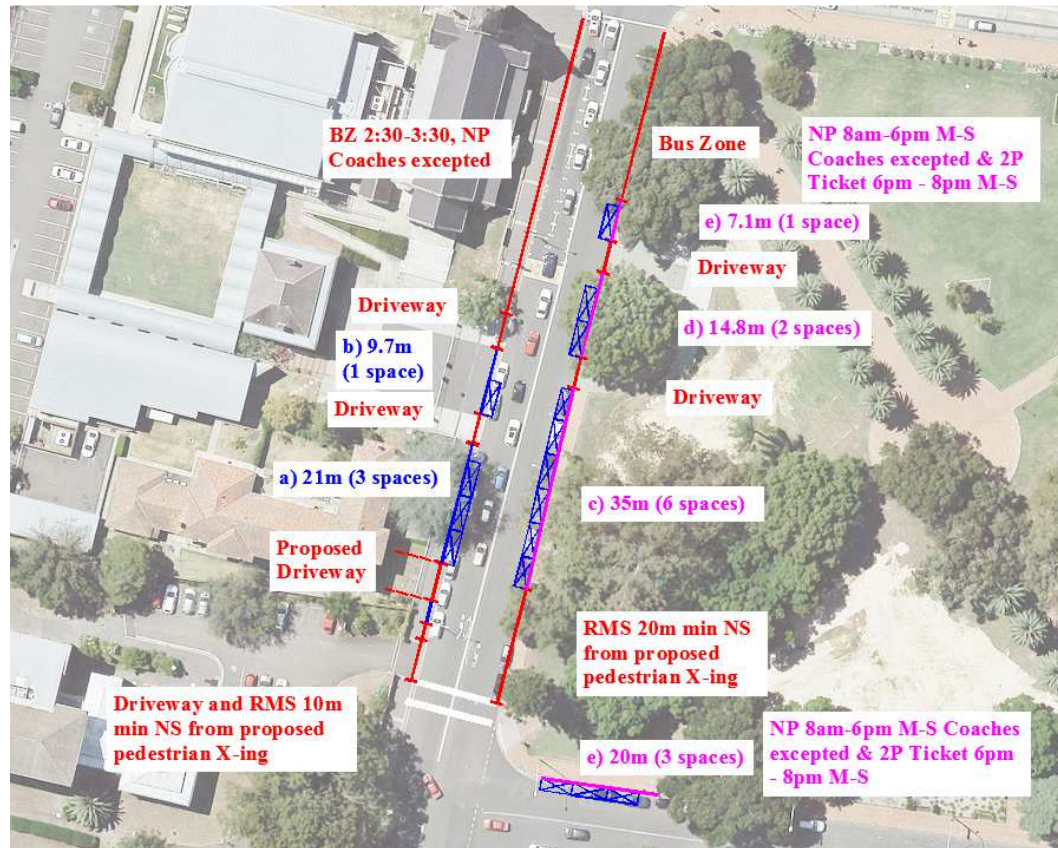 BZ 2:30-3:30, NP
Coaches excepted
Bus Zone
NP 8am-6pm M-S
Coaches excepted & 2P
Ticket 6pm - 8pm M-S
e) 7.1m (1 space)
Driveway
Driveway
d) 14.8m (2 spaces)
b) 9.7m
(1 space)
Driveway
Driveway
a) 21m (3 spaces)
c) 35m (6 spaces)
Proposed
Driveway
RMS 20m min NS
from proposed
pedestrian X-ing
Driveway and RMS 10m
min NS from proposed
pedestrian X-ing
e) 20m (3 spaces)
NP 8am-6pm M-S Coaches
excepted & 2P Ticket 6pm
- 8pm M-S